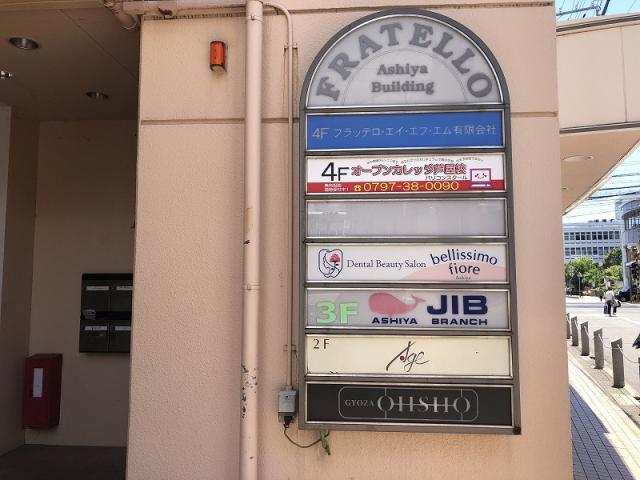 FRATELLO
Ashiya
Building
4F フラッテロ・エイ・エフ・エム有限会社
4F オープンカレッジ芦屋校
パソコンスクール
☎0797-38-0090
Dental Beauty Salon bellissimo
fiore
Ashiya
3F JIB
ASHIYA BRANCH
2F Age
GYOZA OHSHO